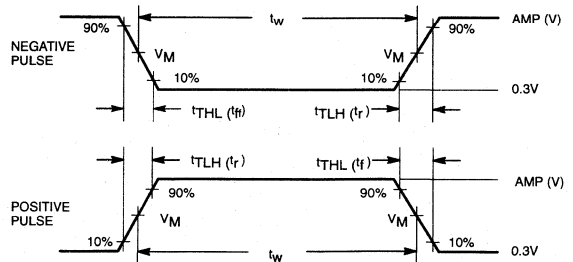 tw
AMP (V)
90%
90%
NEGATIVE
PULSE
VM
VM
10%
10%
0.3V
tTHL (tff)
tTLH (tr)
tTLH (tr)
tTHL (tf)
90%
90%
AMP (V)
POSITIVE
PULSE
VM
VM
10%
10%
tw
0.3V